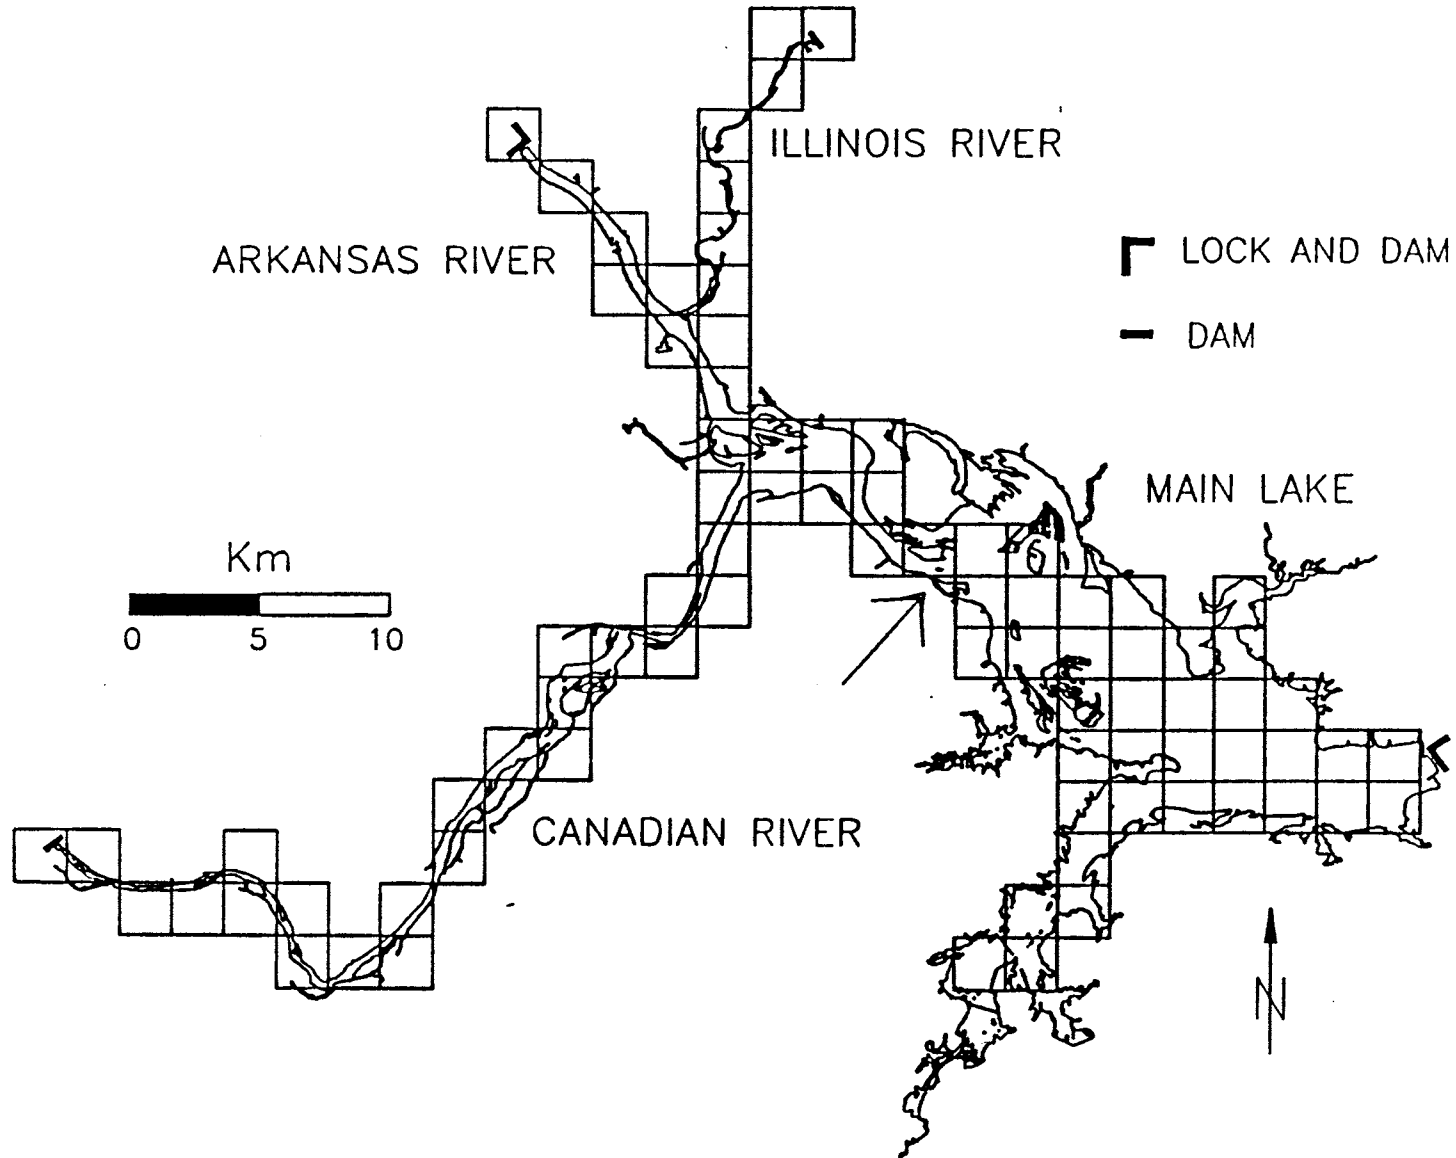 ILLINOIS RIVER
ARKANSAS RIVER
LOCK AND DAM
DAM
MAIN LAKE
Km
0 5 10
CANADIAN RIVER
N